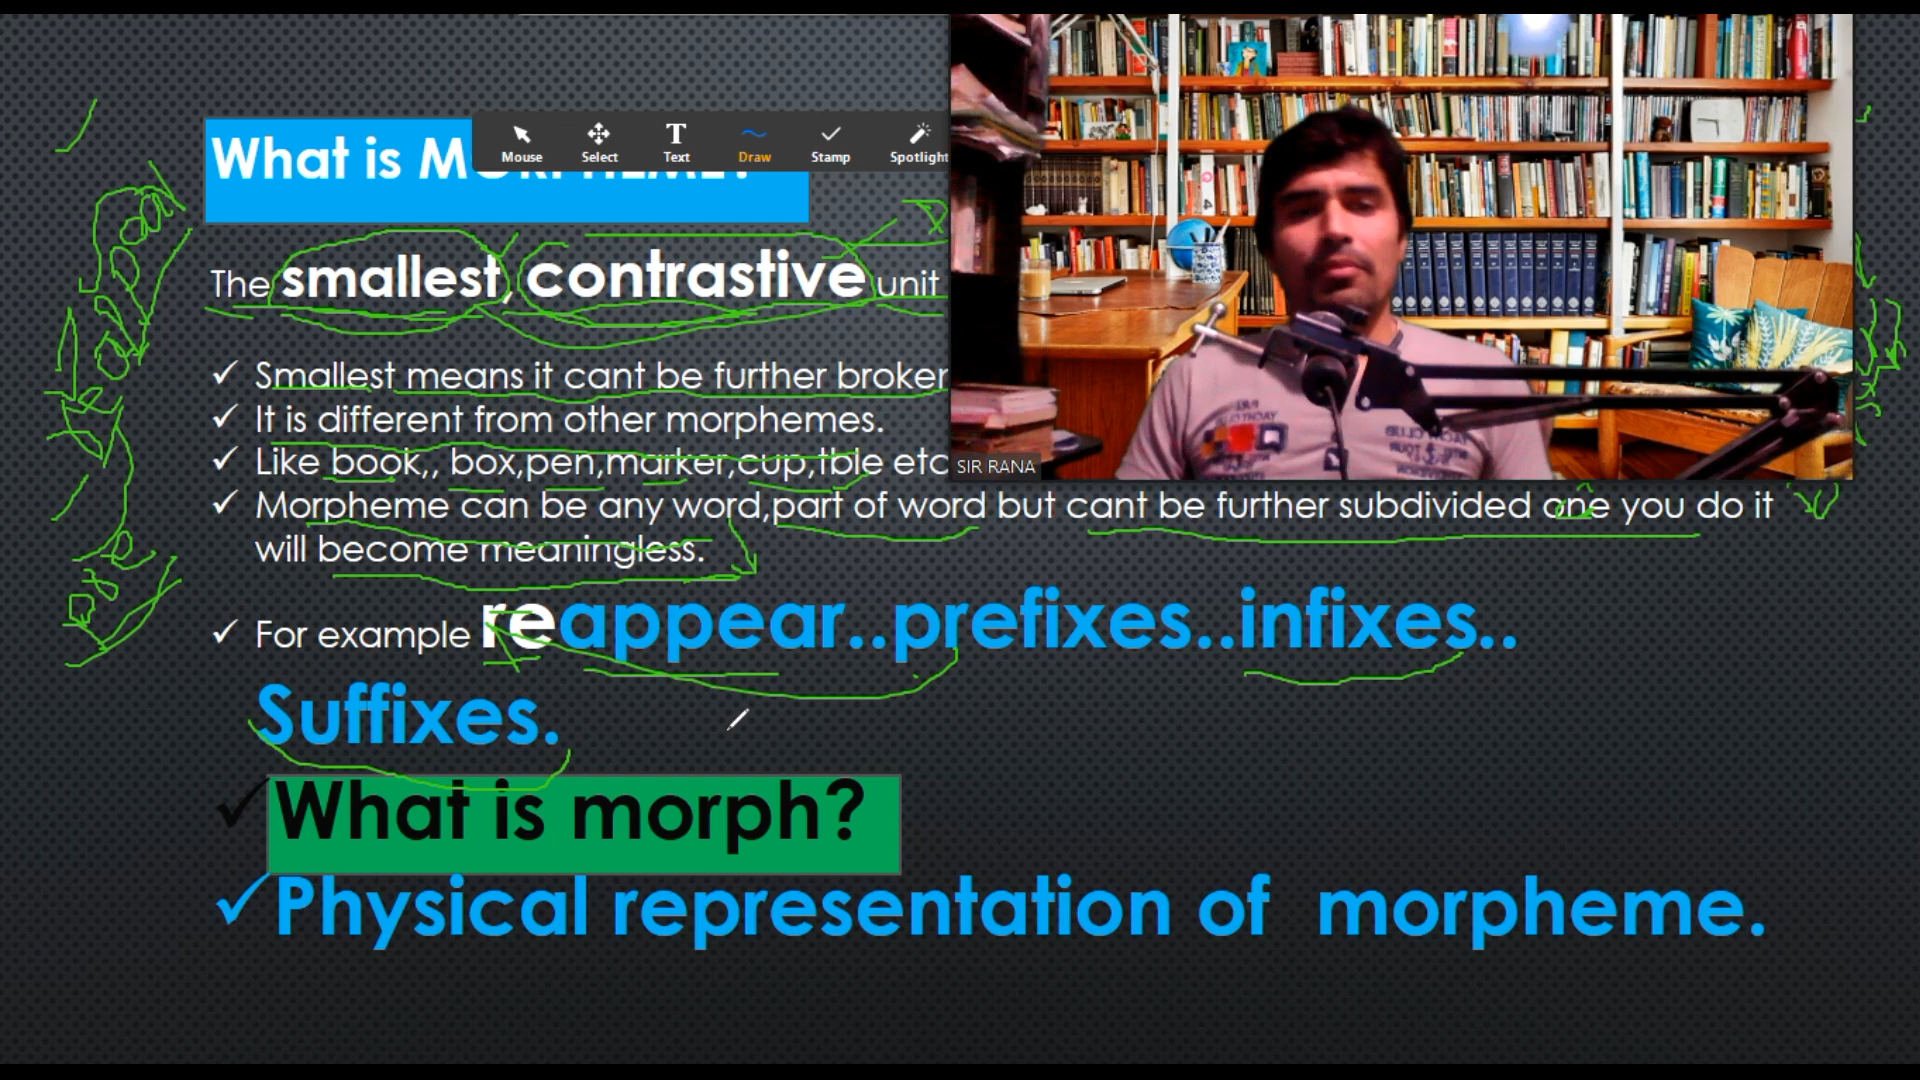 What is MORPHEME?
Mouse Select Text Draw Stamp Spotlight
The smallest, contrastive unit
Smallest means it cant be further broken
It is different from other morphemes.
Like book,, box,pen,marker,cup,tble etc
SIR RANA
Morpheme can be any word,part of word but cant be further subdivided one you do it
will become meaningless.
For example reappear..prefixes..infixes..
Suffixes.
What is morph?
Physical representation of morpheme.